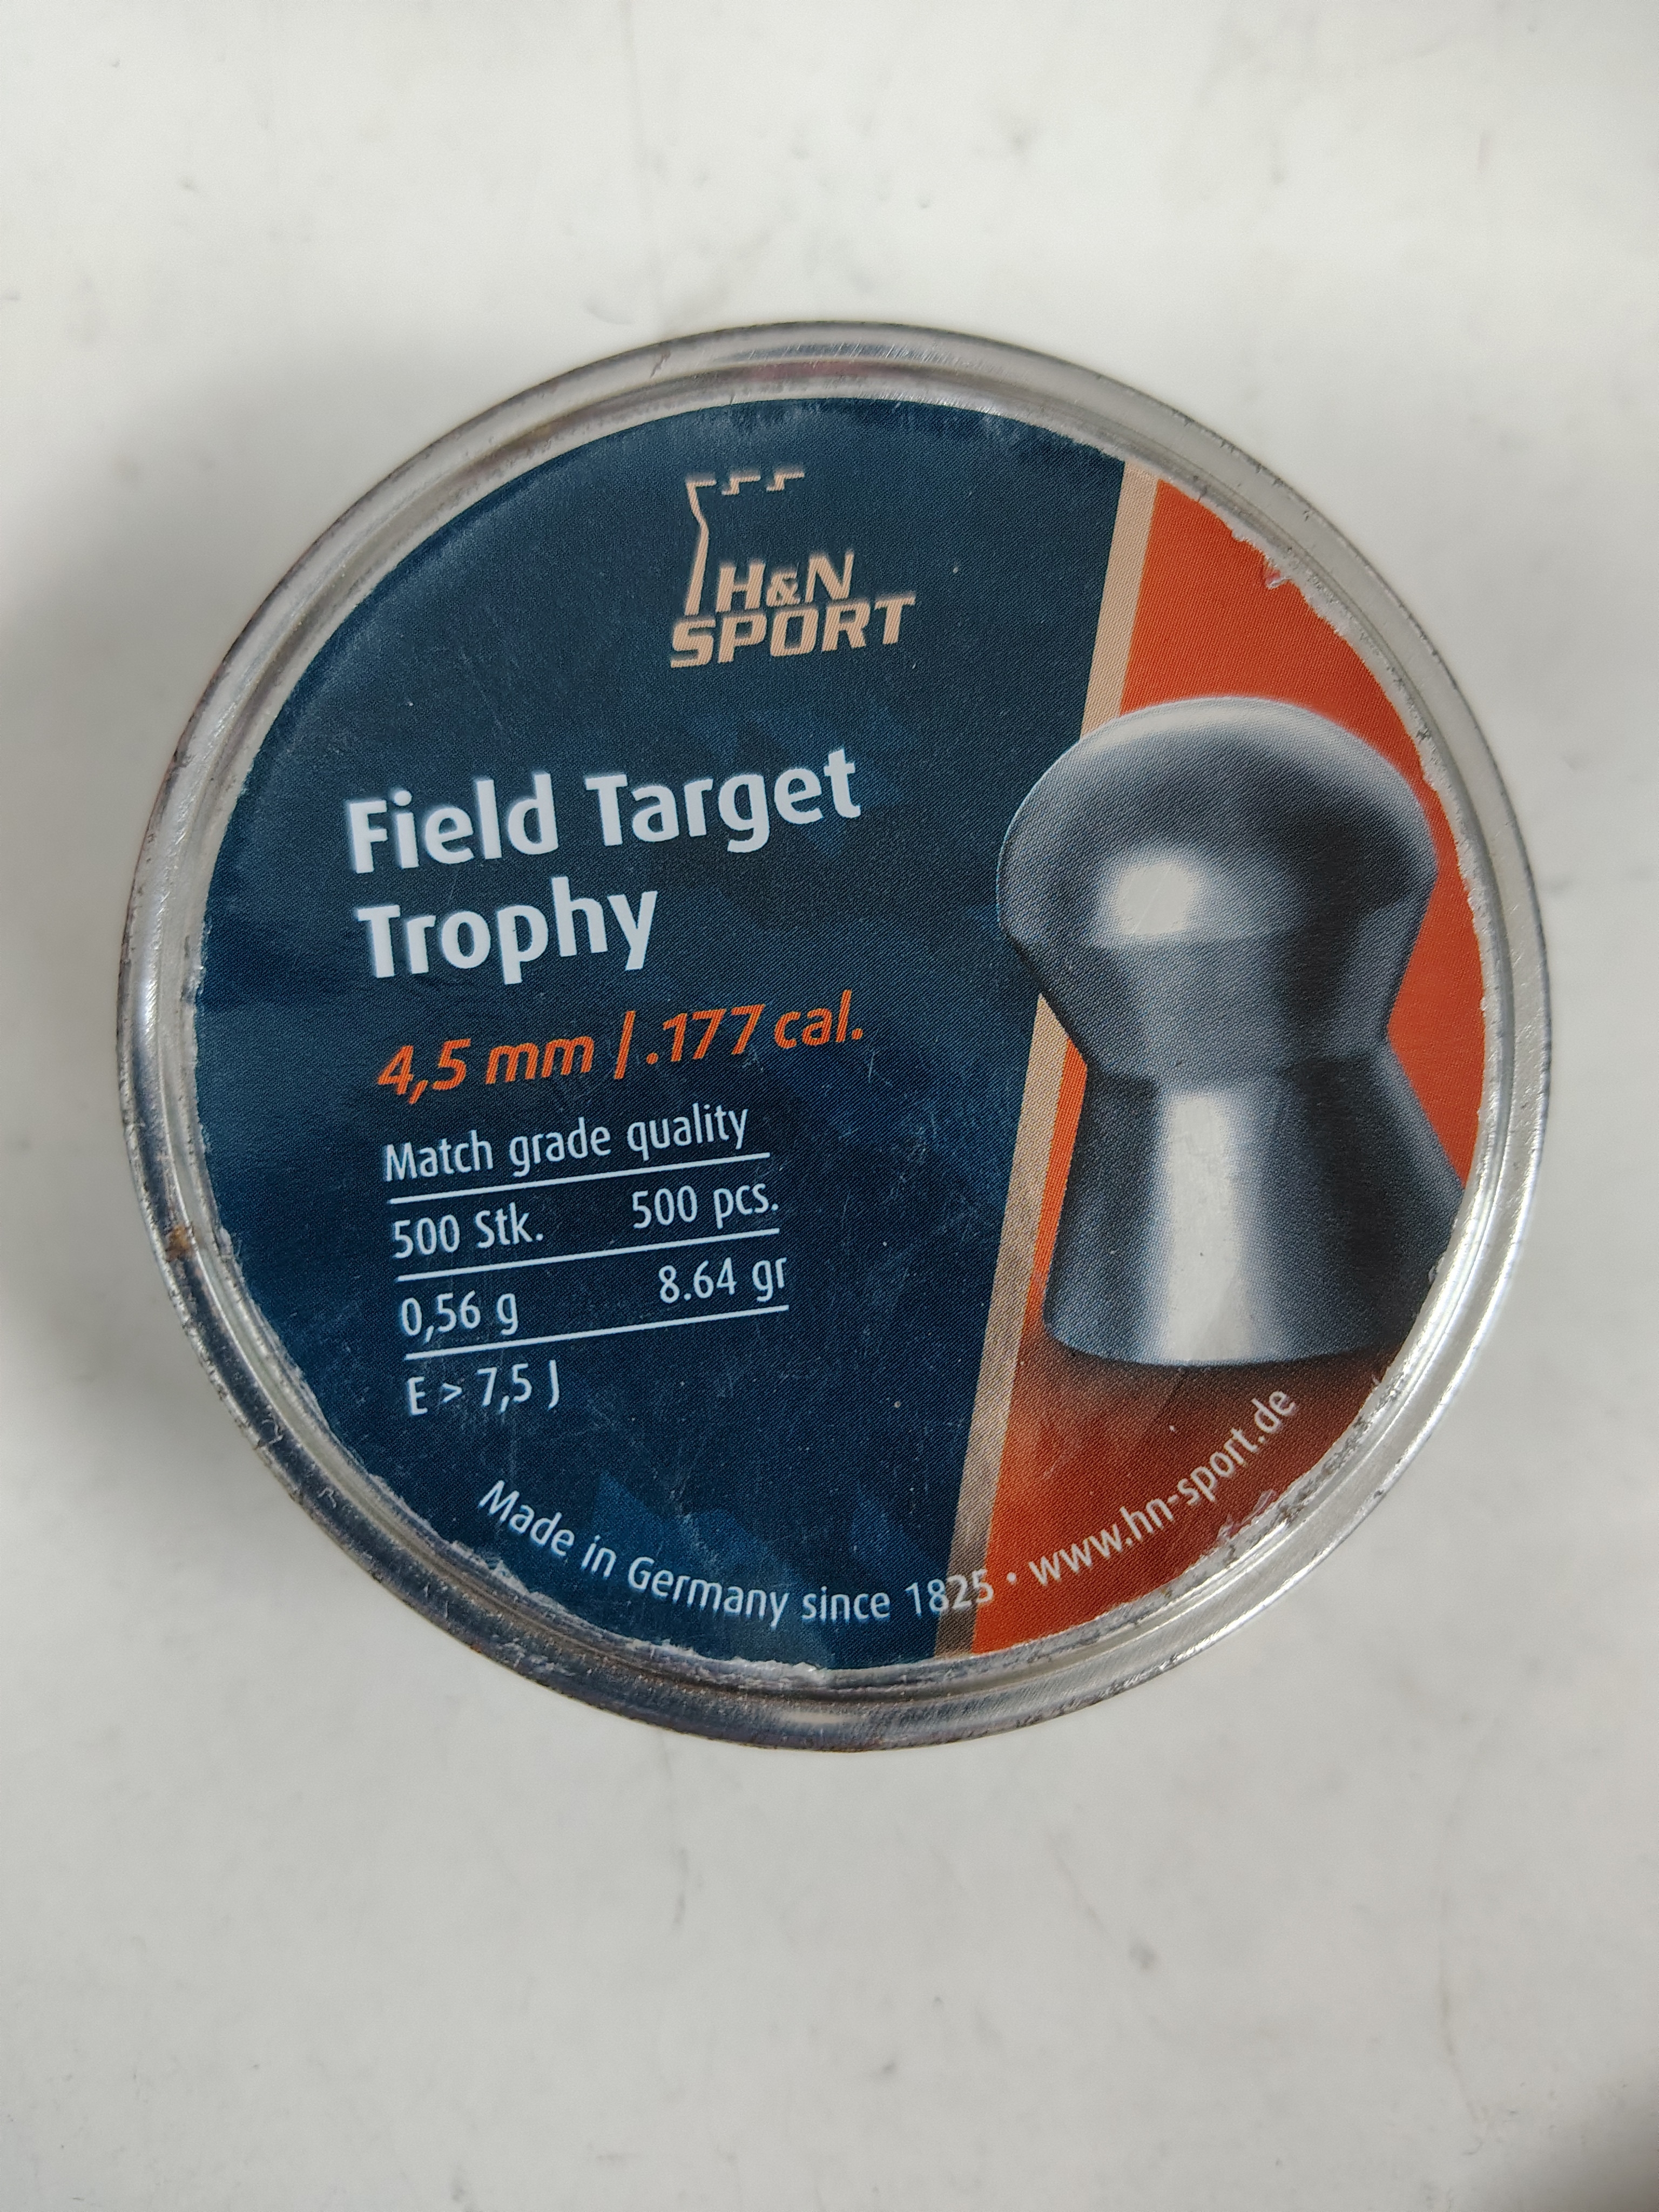 H&N
SPORT
Field Target
Trophy
4,5 mm / .177 cal.
Match grade quality
500 Stk. 500 pcs.
0,56 g 8.64 gr
E > 7,5 J
Made in Germany since 1825 • www.hn-sport.de